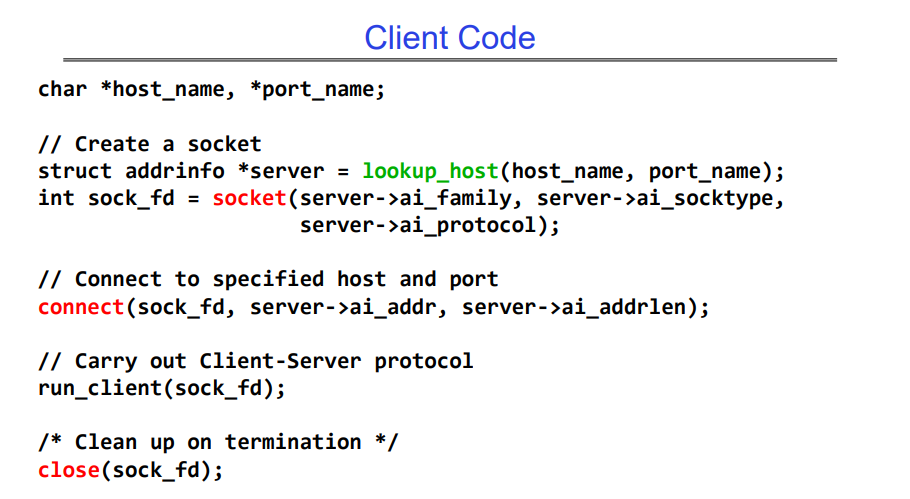 Client Code
char *host_name, *port_name;
// Create a socket
struct addrinfo *server = lookup_host(host_name, port_name);
int sock_fd = socket(server->ai_family, server->ai_socktype,
server->ai_protocol);
// Connect to specified host and port
connect(sock_fd, server->ai_addr, server->ai_addrlen);
// Carry out Client-Server protocol
run_client(sock_fd);
/* Clean up on termination */
close(sock_fd);